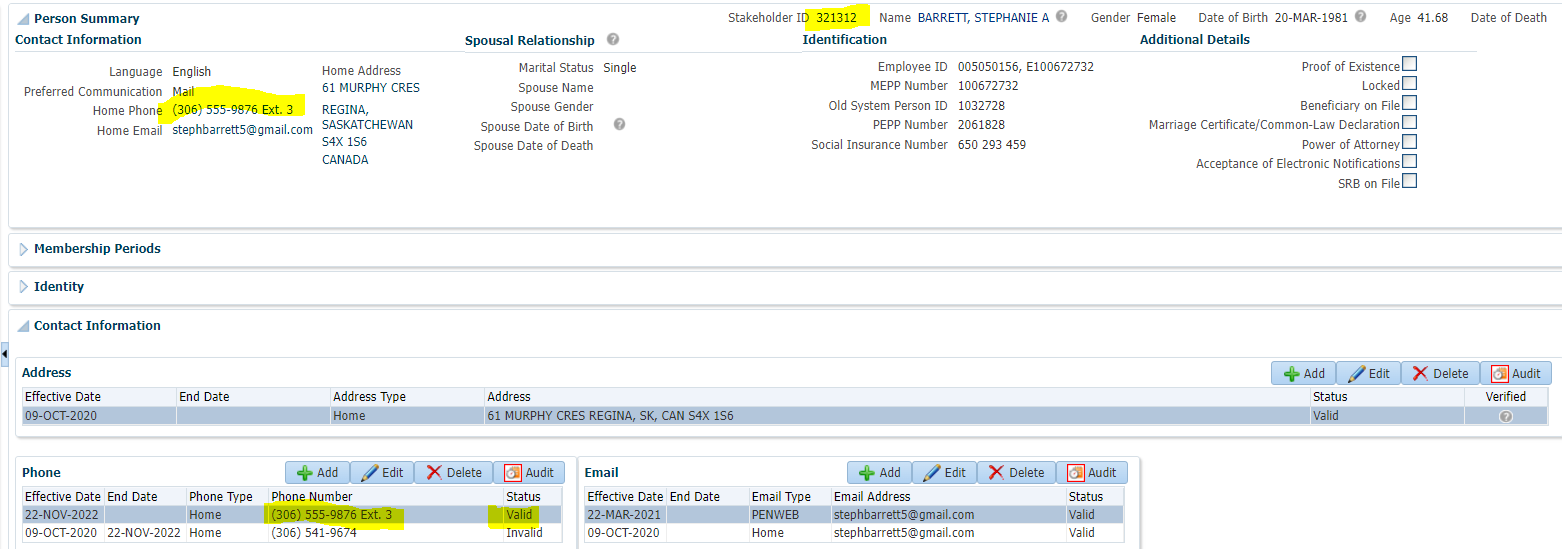 Person Summary
Stakeholder ID 321312 Name BARRETT, STEPHANIE A Gender Female Date of Birth 20-MAR-1981 Age 41.68 Date of Death
Contact Information
Language English
Preferred Communication Mail
Home Phone (306) 555-9876 Ext. 3
Home Email stephbarrett5@gmail.com
Home Address
61 MURPHY CRES
REGINA,
SASKATCHEWAN
S4X 1S6
CANADA
Spousal Relationship
Marital Status Single
Spouse Name
Spouse Gender
Spouse Date of Birth
Spouse Date of Death
Identification
Employee ID 005050156, E100672732
MEPP Number 100672732
Old System Person ID 1032728
PEPP Number 2061828
Social Insurance Number 650 293 459
Additional Details
Proof of Existence
Locked
Beneficiary on File
Marriage Certificate/Common-Law Declaration
Power of Attorney
Acceptance of Electronic Notifications
SRB on File
Membership Periods
Identity
Contact Information
Address Add Edit Delete Audit
Effective Date End Date Address Type Address Status Verified
09-OCT-2020 Home 61 MURPHY CRES REGINA, SK, CAN S4X 1S6 Valid
Phone Add Edit Delete Audit
Effective Date End Date Phone Type Phone Number Status
22-NOV-2022 Home (306) 555-9876 Ext. 3 Valid
09-OCT-2020 22-NOV-2022 Home (306) 541-9674 Invalid
Email Add Edit Delete Audit
Effective Date End Date Email Type Email Address Status
22-MAR-2021 PENWEB stephbarrett5@gmail.com Valid
09-OCT-2020 Home stephbarrett5@gmail.com Valid